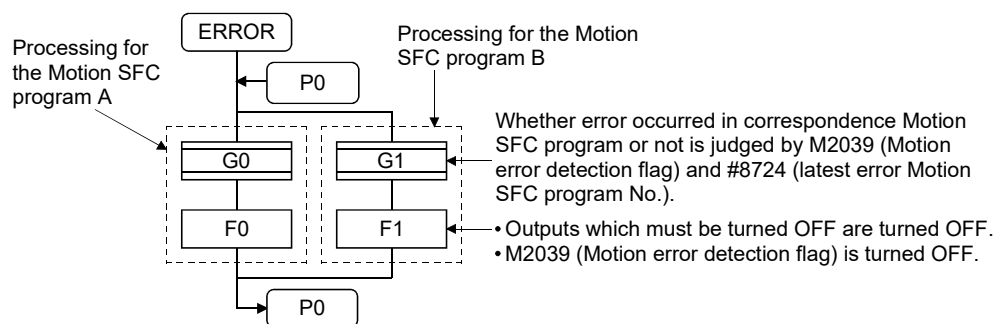 ERROR
Processing for
the Motion SFC
program A
P0
Processing for the Motion
SFC program B
G0
G1
Whether error occurred in correspondence Motion
SFC program or not is judged by M2039 (Motion
error detection flag) and #8724 (latest error Motion
SFC program No.).
F0
F1
• Outputs which must be turned OFF are turned OFF.
• M2039 (Motion error detection flag) is turned OFF.
P0